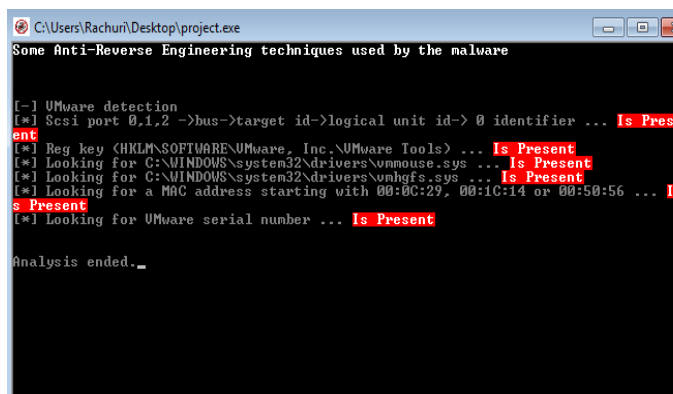 C:\Users\Rachuri\Desktop\project.exe
Some Anti-Reverse Engineering techniques used by the malware
[-] VMware detection
[*] Scsi port 0,1,2 ->bus->target id->logical unit id-> 0 identifier ... Is Pres
ent
[*] Reg key (HKLM\SOFTWARE\VMware, Inc.\VMware Tools) ... Is Present
[*] Looking for C:\WINDOWS\system32\drivers\vmmouse.sys ... Is Present
[*] Looking for C:\WINDOWS\system32\drivers\vmhgfs.sys ... Is Present
[*] Looking for a MAC address starting with 00:0C:29, 00:1C:14 or 00:50:56 ... I
s Present
[*] Looking for VMware serial number ... Is Present
Analysis ended._